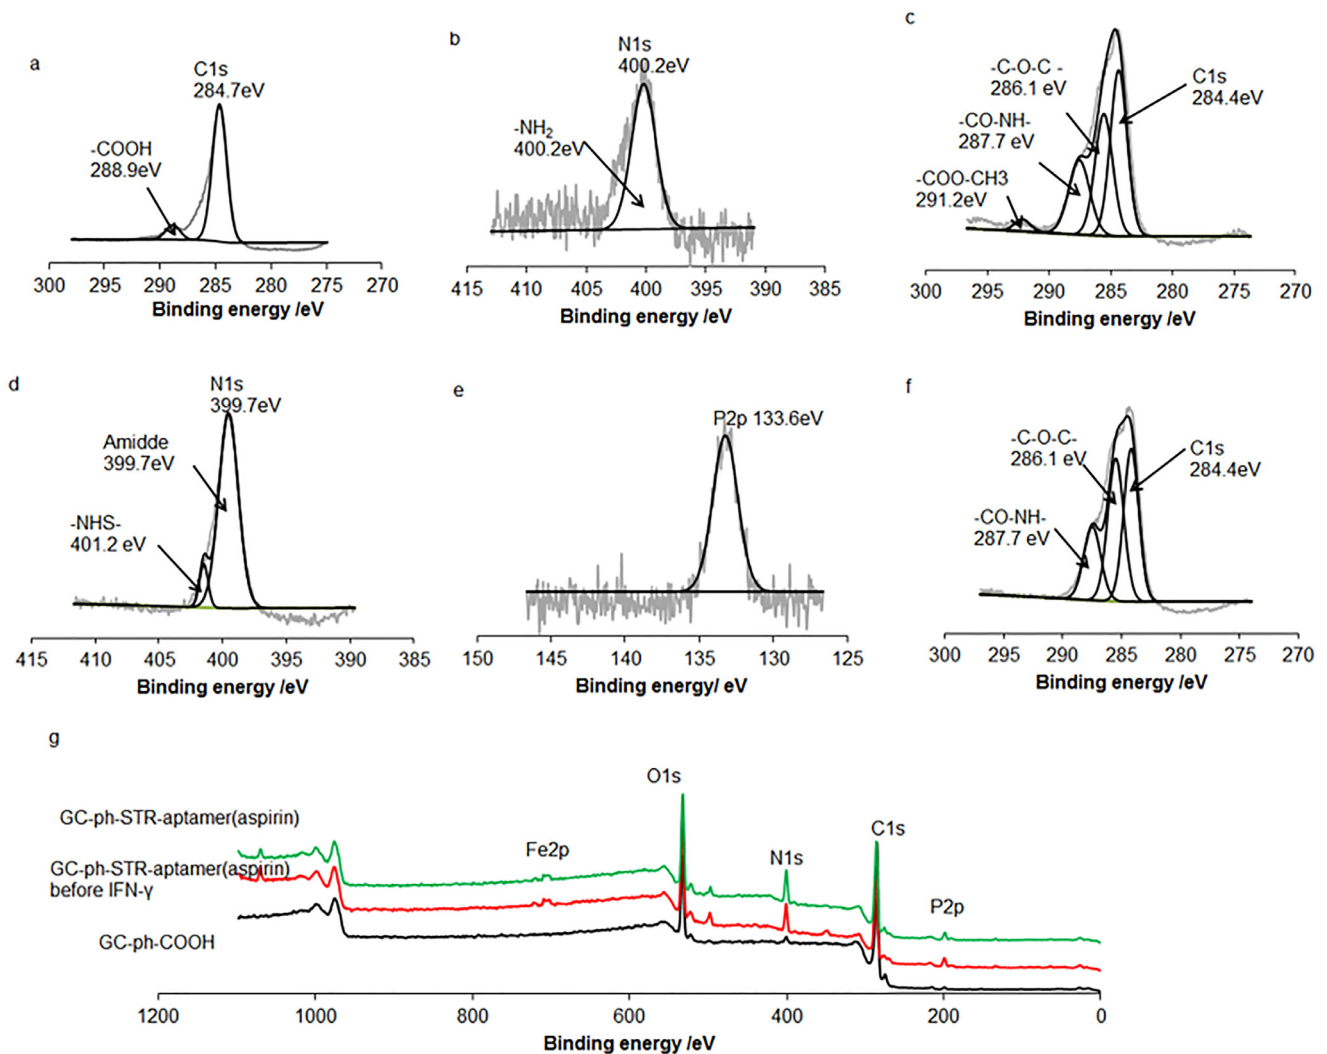 a
C1s
284.7eV
-COOH
288.9eV
300 295 290 285 280 275 270
Binding energy /eV
b
N1s
400.2eV
-NH2
400.2eV
415 410 405 400 395 390 385
Binding energy /eV
c
-C-O-C -
286.1 eV
C1s
284.4eV
-CO-NH-
287.7 eV
-COO-CH3
291.2eV
300 295 290 285 280 275 270
Binding energy /eV
d
N1s
399.7eV
Amidde
399.7eV
-NHS-
401.2 eV
415 410 405 400 395 390 385
Binding energy /eV
e
P2p 133.6eV
150 145 140 135 130 125
Binding energy/ eV
f
-C-O-C-
286.1 eV
C1s
284.4eV
-CO-NH-
287.7 eV
300 295 290 285 280 275 270
Binding energy /eV
g
O1s
GC-ph-STR-aptamer(aspirin)
Fe2p
N1s
C1s
GC-ph-STR-aptamer(aspirin)
before IFN-γ
P2p
GC-ph-COOH
1200 1000 800 600 400 200 0
Binding energy /eV